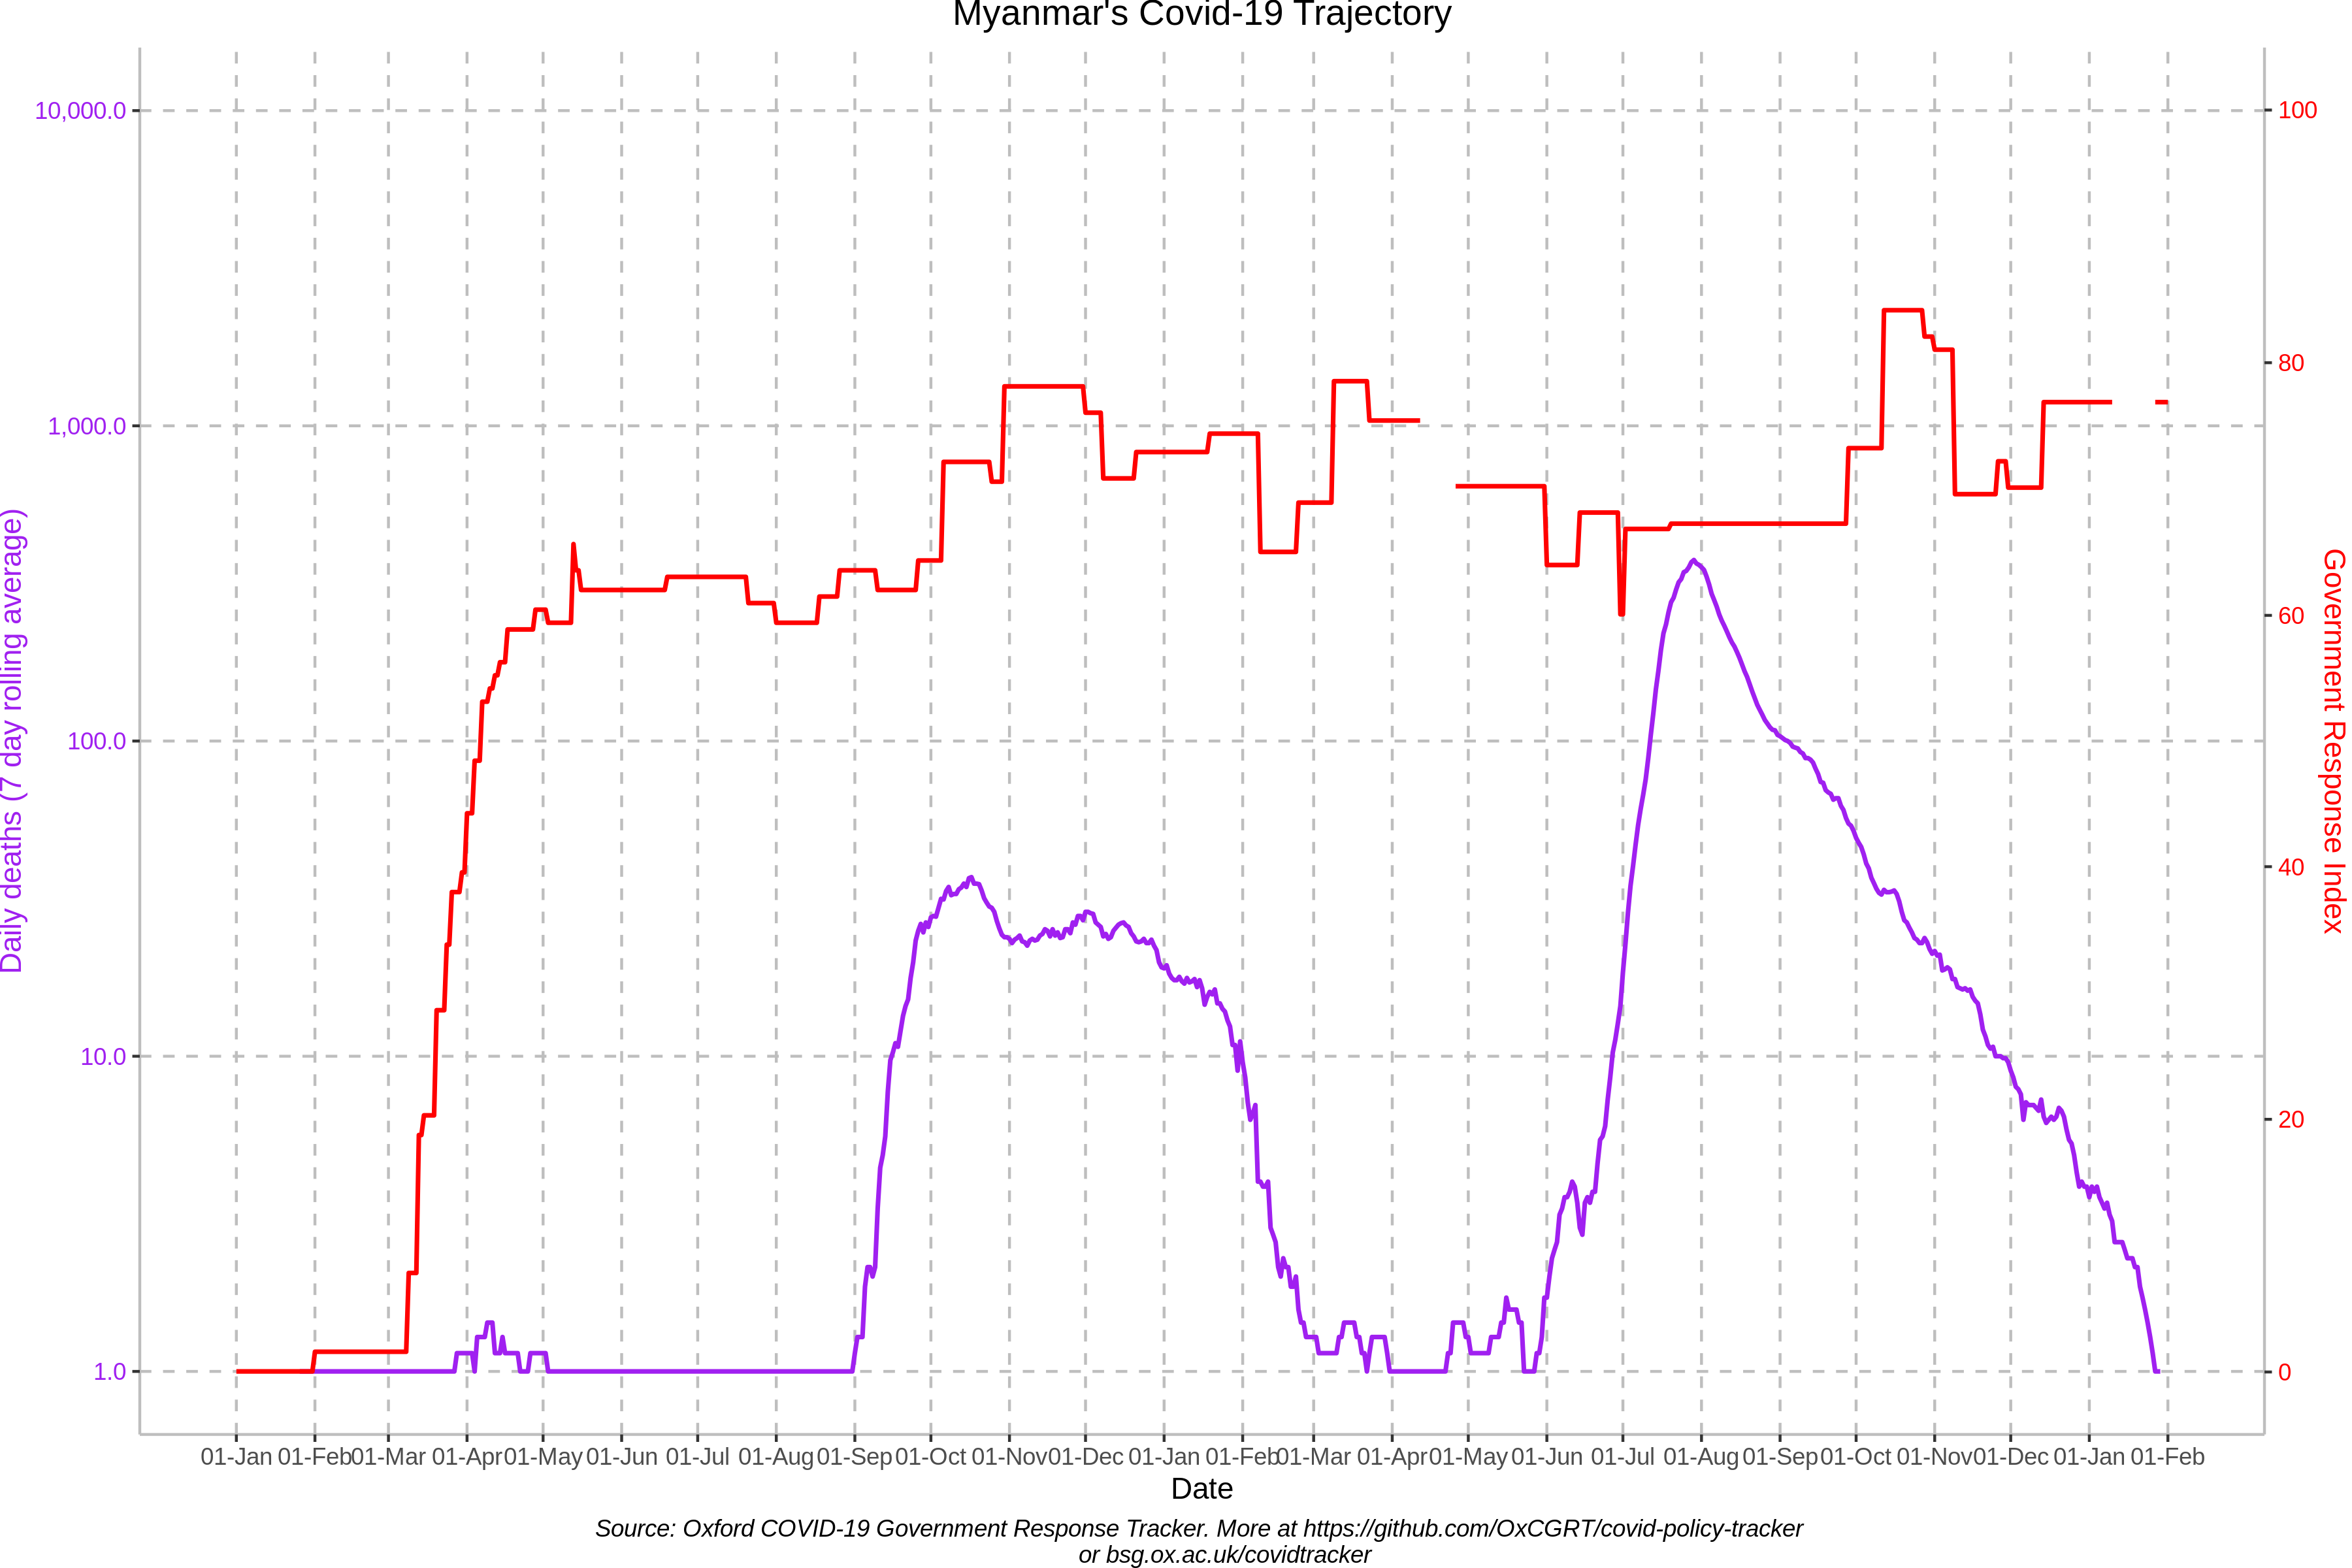 Myanmar's Covid-19 Trajectory
10,000.0
1,000.0
100.0
10.0
1.0
Daily deaths (7 day rolling average)
100
80
60
40
20
0
Government Response Index
01-Jan 01-Feb 01-Mar 01-Apr 01-May 01-Jun 01-Jul 01-Aug 01-Sep 01-Oct 01-Nov 01-Dec 01-Jan 01-Feb 01-Mar 01-Apr 01-May 01-Jun 01-Jul 01-Aug 01-Sep 01-Oct 01-Nov 01-Dec 01-Jan 01-Feb
Date
Source: Oxford COVID-19 Government Response Tracker. More at https://github.com/OxCGRT/covid-policy-tracker
or bsg.ox.ac.uk/covidtracker